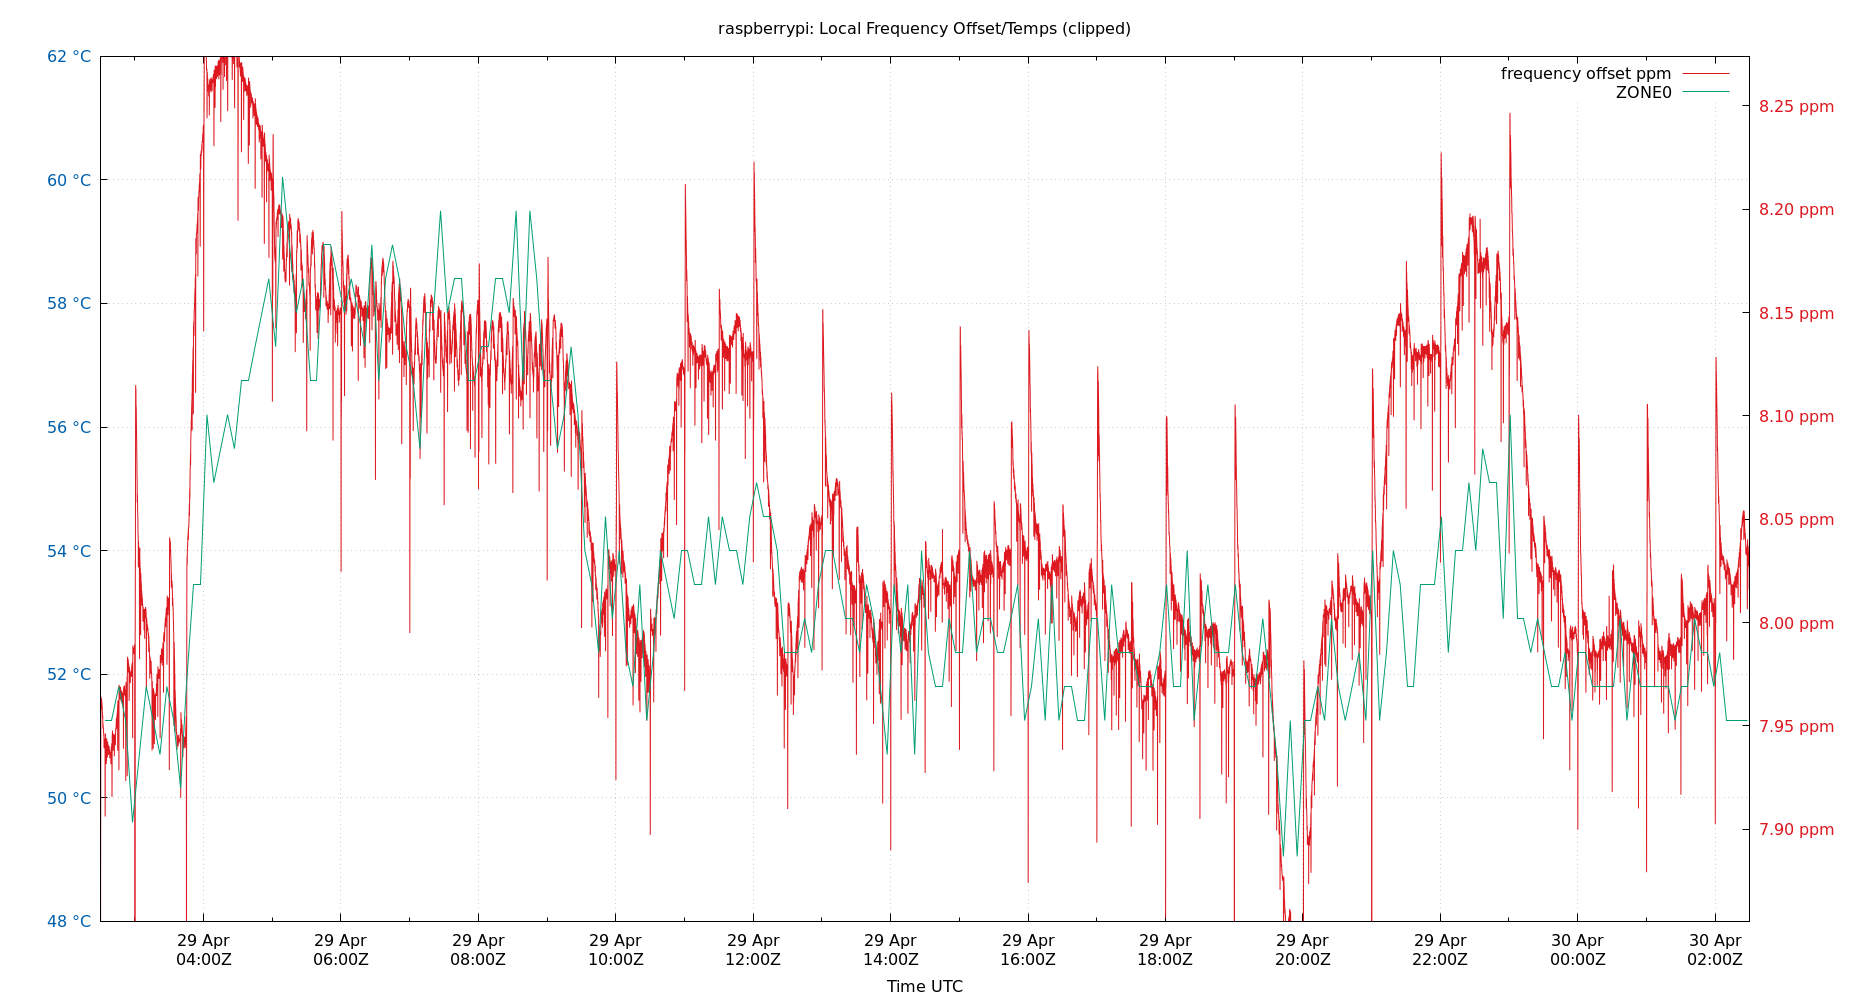 raspberrypi: Local Frequency Offset/Temps (clipped)
frequency offset ppm
ZONE0
62 °C
60 °C
58 °C
56 °C
54 °C
52 °C
50 °C
48 °C
8.25 ppm
8.20 ppm
8.15 ppm
8.10 ppm
8.05 ppm
8.00 ppm
7.95 ppm
7.90 ppm
29 Apr 29 Apr 29 Apr 29 Apr 29 Apr 29 Apr 29 Apr 29 Apr 29 Apr 29 Apr 30 Apr 30 Apr
04:00Z 06:00Z 08:00Z 10:00Z 12:00Z 14:00Z 16:00Z 18:00Z 20:00Z 22:00Z 00:00Z 02:00Z
Time UTC